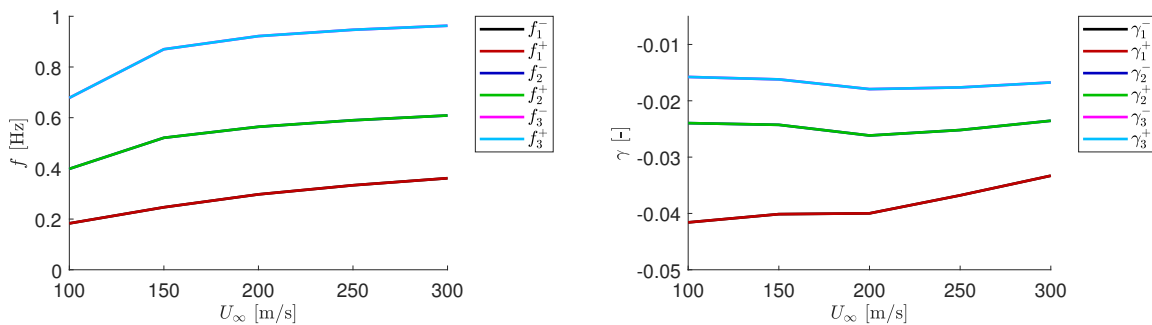 1
0.8
0.6
0.4
0.2
0
f [Hz]
100 150 200 250 300
U∞ [m/s]
f₁⁻
f₁⁺
f₂⁻
f₂⁺
f₃⁻
f₃⁺
-0.01
-0.02
-0.03
-0.04
-0.05
γ [-]
100 150 200 250 300
U∞ [m/s]
γ₁⁻
γ₁⁺
γ₂⁻
γ₂⁺
γ₃⁻
γ₃⁺